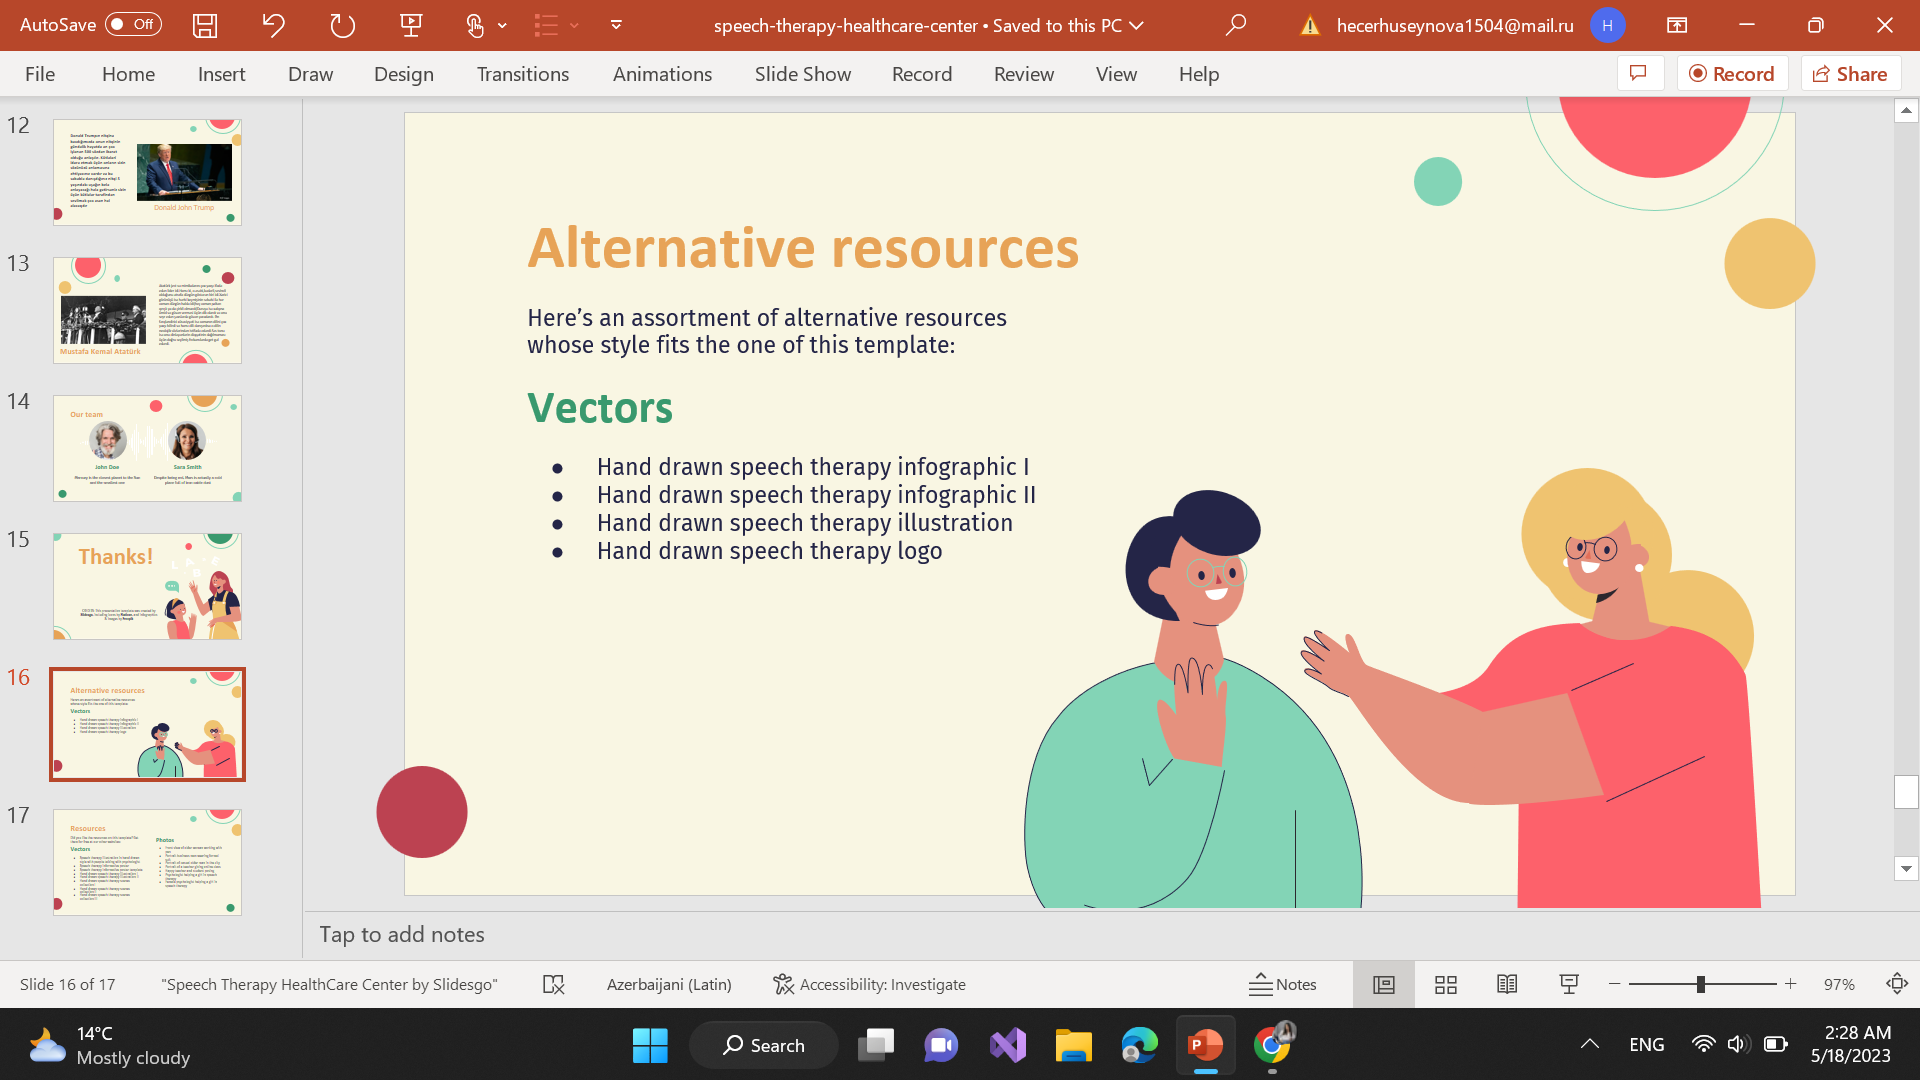 AutoSave Off
speech-therapy-healthcare-center • Saved to this PC
hecerhuseynova1504@mail.ru
H
File Home Insert Draw Design Transitions Animations Slide Show Record Review View Help
Record
Share
12
Donald John Trump
13
Mustafa Kemal Atatürk
14
Our team
John Doe
Sara Smith
15
Thanks!
16
Alternative resources
Vectors
17
Resources
Vectors
Photos
Alternative resources
Here’s an assortment of alternative resources
whose style fits the one of this template:
Vectors
● Hand drawn speech therapy infographic I
● Hand drawn speech therapy infographic II
● Hand drawn speech therapy illustration
● Hand drawn speech therapy logo
Tap to add notes
Slide 16 of 17
"Speech Therapy HealthCare Center by Slidesgo"
Azerbaijani (Latin)
Accessibility: Investigate
Notes
97%
14°C
Mostly cloudy
Search
ENG
2:28 AM
5/18/2023